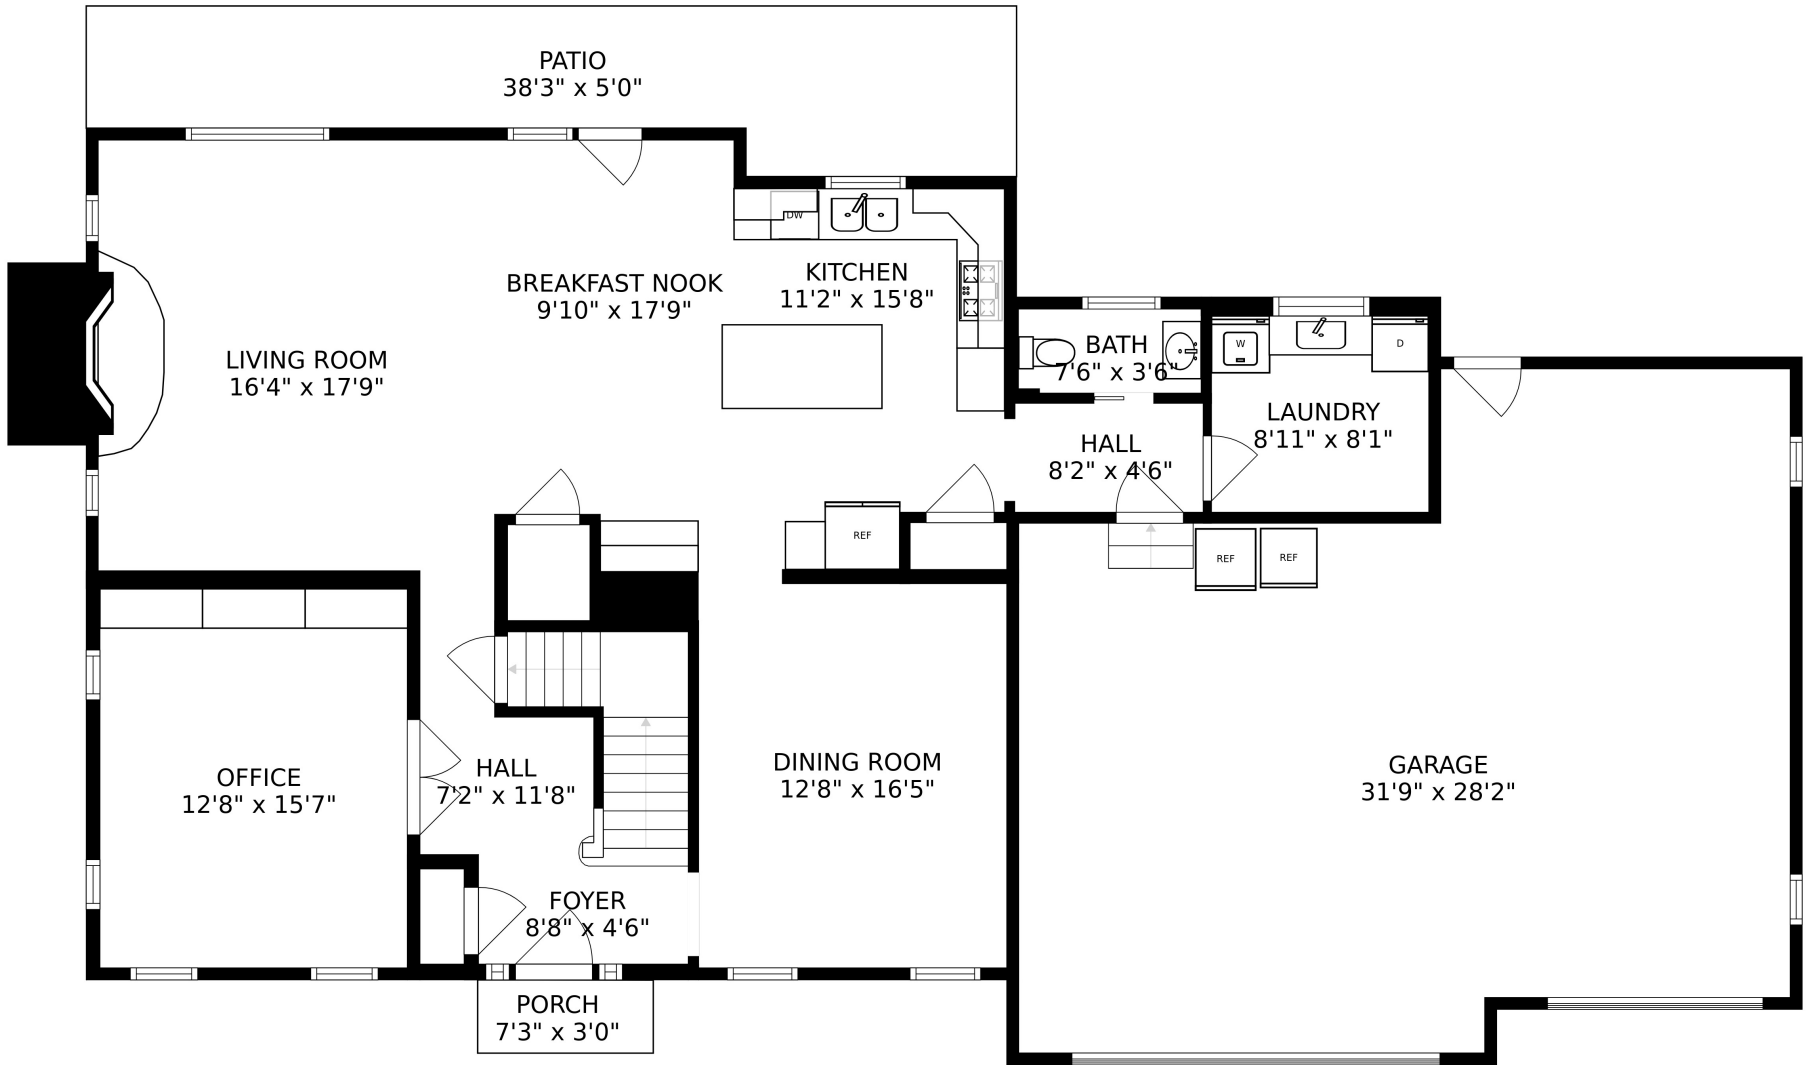 PATIO
38'3" x 5'0"
DW
KITCHEN
11'2" x 15'8"
BREAKFAST NOOK
9'10" x 17'9"
LIVING ROOM
16'4" x 17'9"
BATH
7'6" x 3'6"
W
D
LAUNDRY
8'11" x 8'1"
HALL
8'2" x 4'6"
REF
REF
REF
OFFICE
12'8" x 15'7"
HALL
7'2" x 11'8"
DINING ROOM
12'8" x 16'5"
GARAGE
31'9" x 28'2"
FOYER
8'8" x 4'6"
PORCH
7'3" x 3'0"